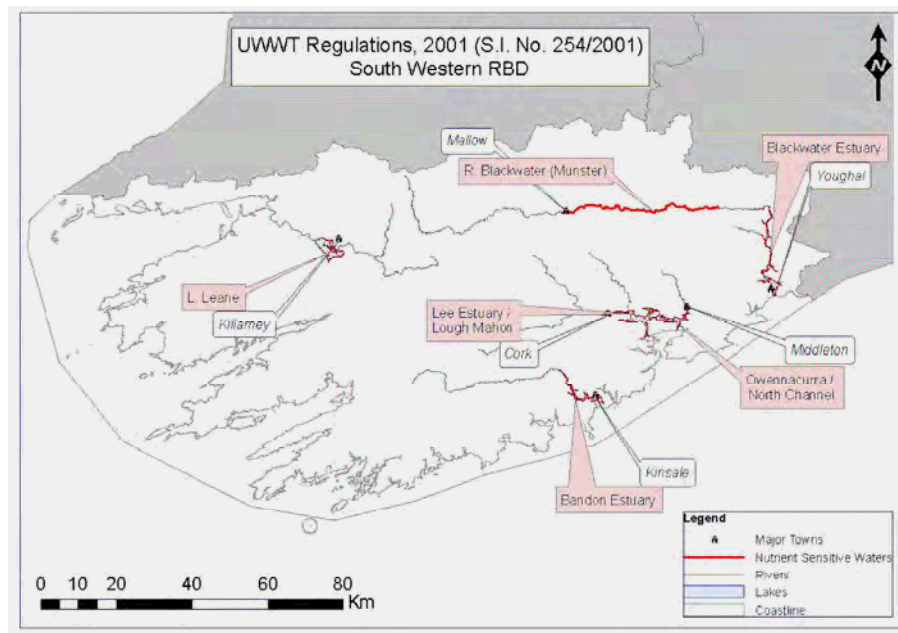 UWWT Regulations, 2001 (S.I. No. 254/2001)
South Western RBD
N
Mallow
R. Blackwater (Munster)
Blackwater Estuary
Youghal
L. Leane
Killarney
Lee Estuary /
Lough Mahon
Cork
Middleton
Owennacurra /
North Channel
Kinsale
Bandon Estuary
Legend
Major Towns
Nutrient Sensitive Waters
Rivers
Lakes
Coastline
0 10 20 40 60 80
Km